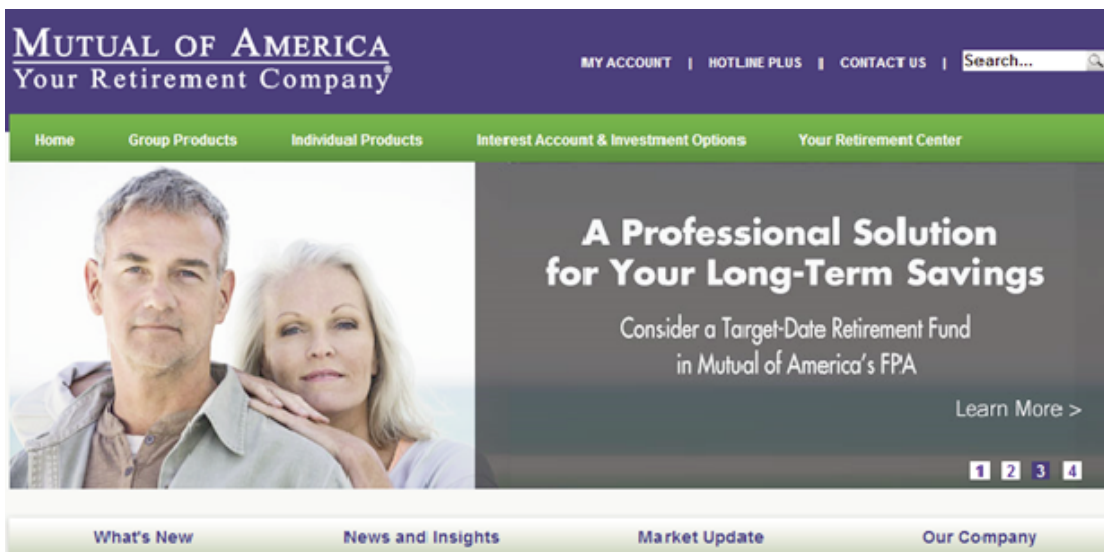 MUTUAL OF AMERICA
Your Retirement Company®
MY ACCOUNT | HOTLINE PLUS | CONTACT US | Search...
Home Group Products Individual Products Interest Account & Investment Options Your Retirement Center
A Professional Solution
for Your Long-Term Savings
Consider a Target-Date Retirement Fund
in Mutual of America's FPA
Learn More >
1 2 3 4
What's New News and Insights Market Update Our Company